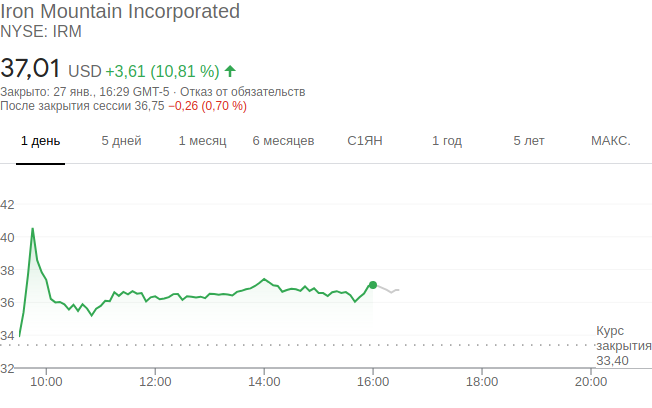 Iron Mountain Incorporated
NYSE: IRM
37,01 USD +3,61 (10,81 %)
Закрыто: 27 янв., 16:29 GMT-5 · Отказ от обязательств
После закрытия сессии 36,75 −0,26 (0,70 %)
1 день 5 дней 1 месяц 6 месяцев С1ЯН 1 год 5 лет МАКС.
42
40
38
36
34
32
Курс
закрытия
33,40
10:00 12:00 14:00 16:00 18:00 20:00